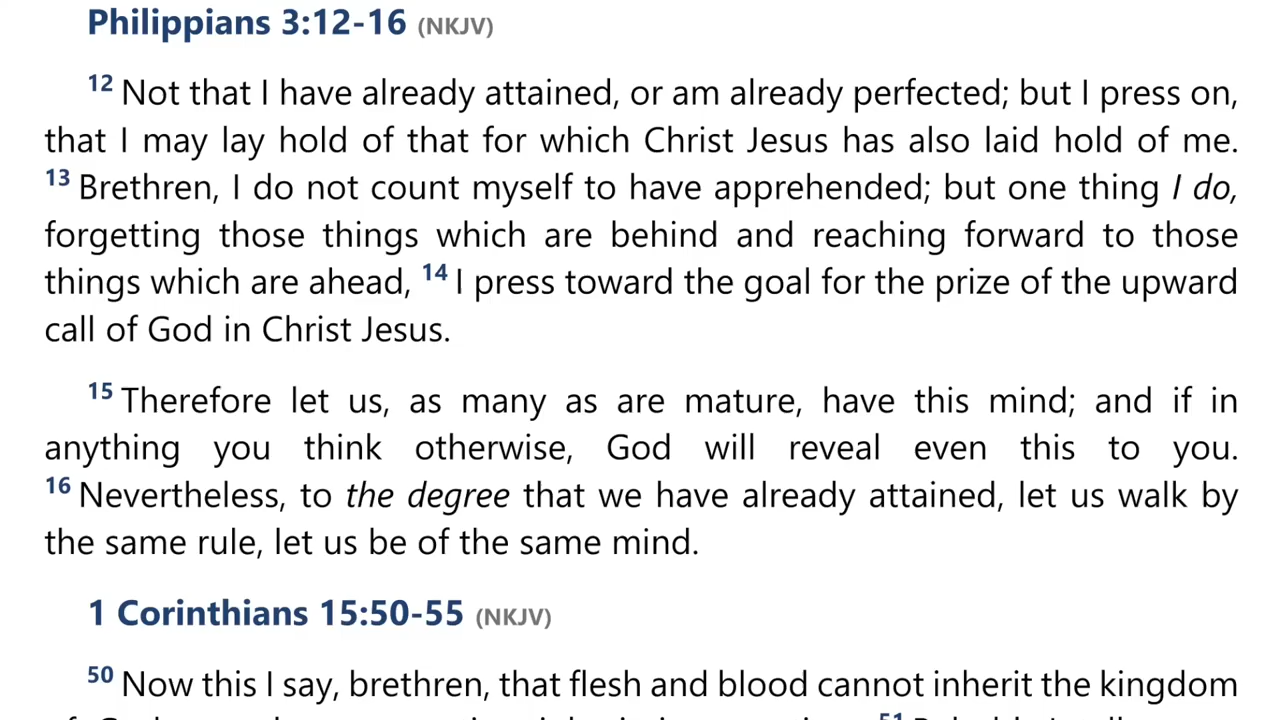 Philippians 3:12-16 (NKJV)
12 Not that I have already attained, or am already perfected; but I press on,
that I may lay hold of that for which Christ Jesus has also laid hold of me.
13 Brethren, I do not count myself to have apprehended; but one thing I do,
forgetting those things which are behind and reaching forward to those
things which are ahead, 14 I press toward the goal for the prize of the upward
call of God in Christ Jesus.
15 Therefore let us, as many as are mature, have this mind; and if in
anything you think otherwise, God will reveal even this to you.
16 Nevertheless, to the degree that we have already attained, let us walk by
the same rule, let us be of the same mind.
1 Corinthians 15:50-55 (NKJV)
50 Now this I say, brethren, that flesh and blood cannot inherit the kingdom
51